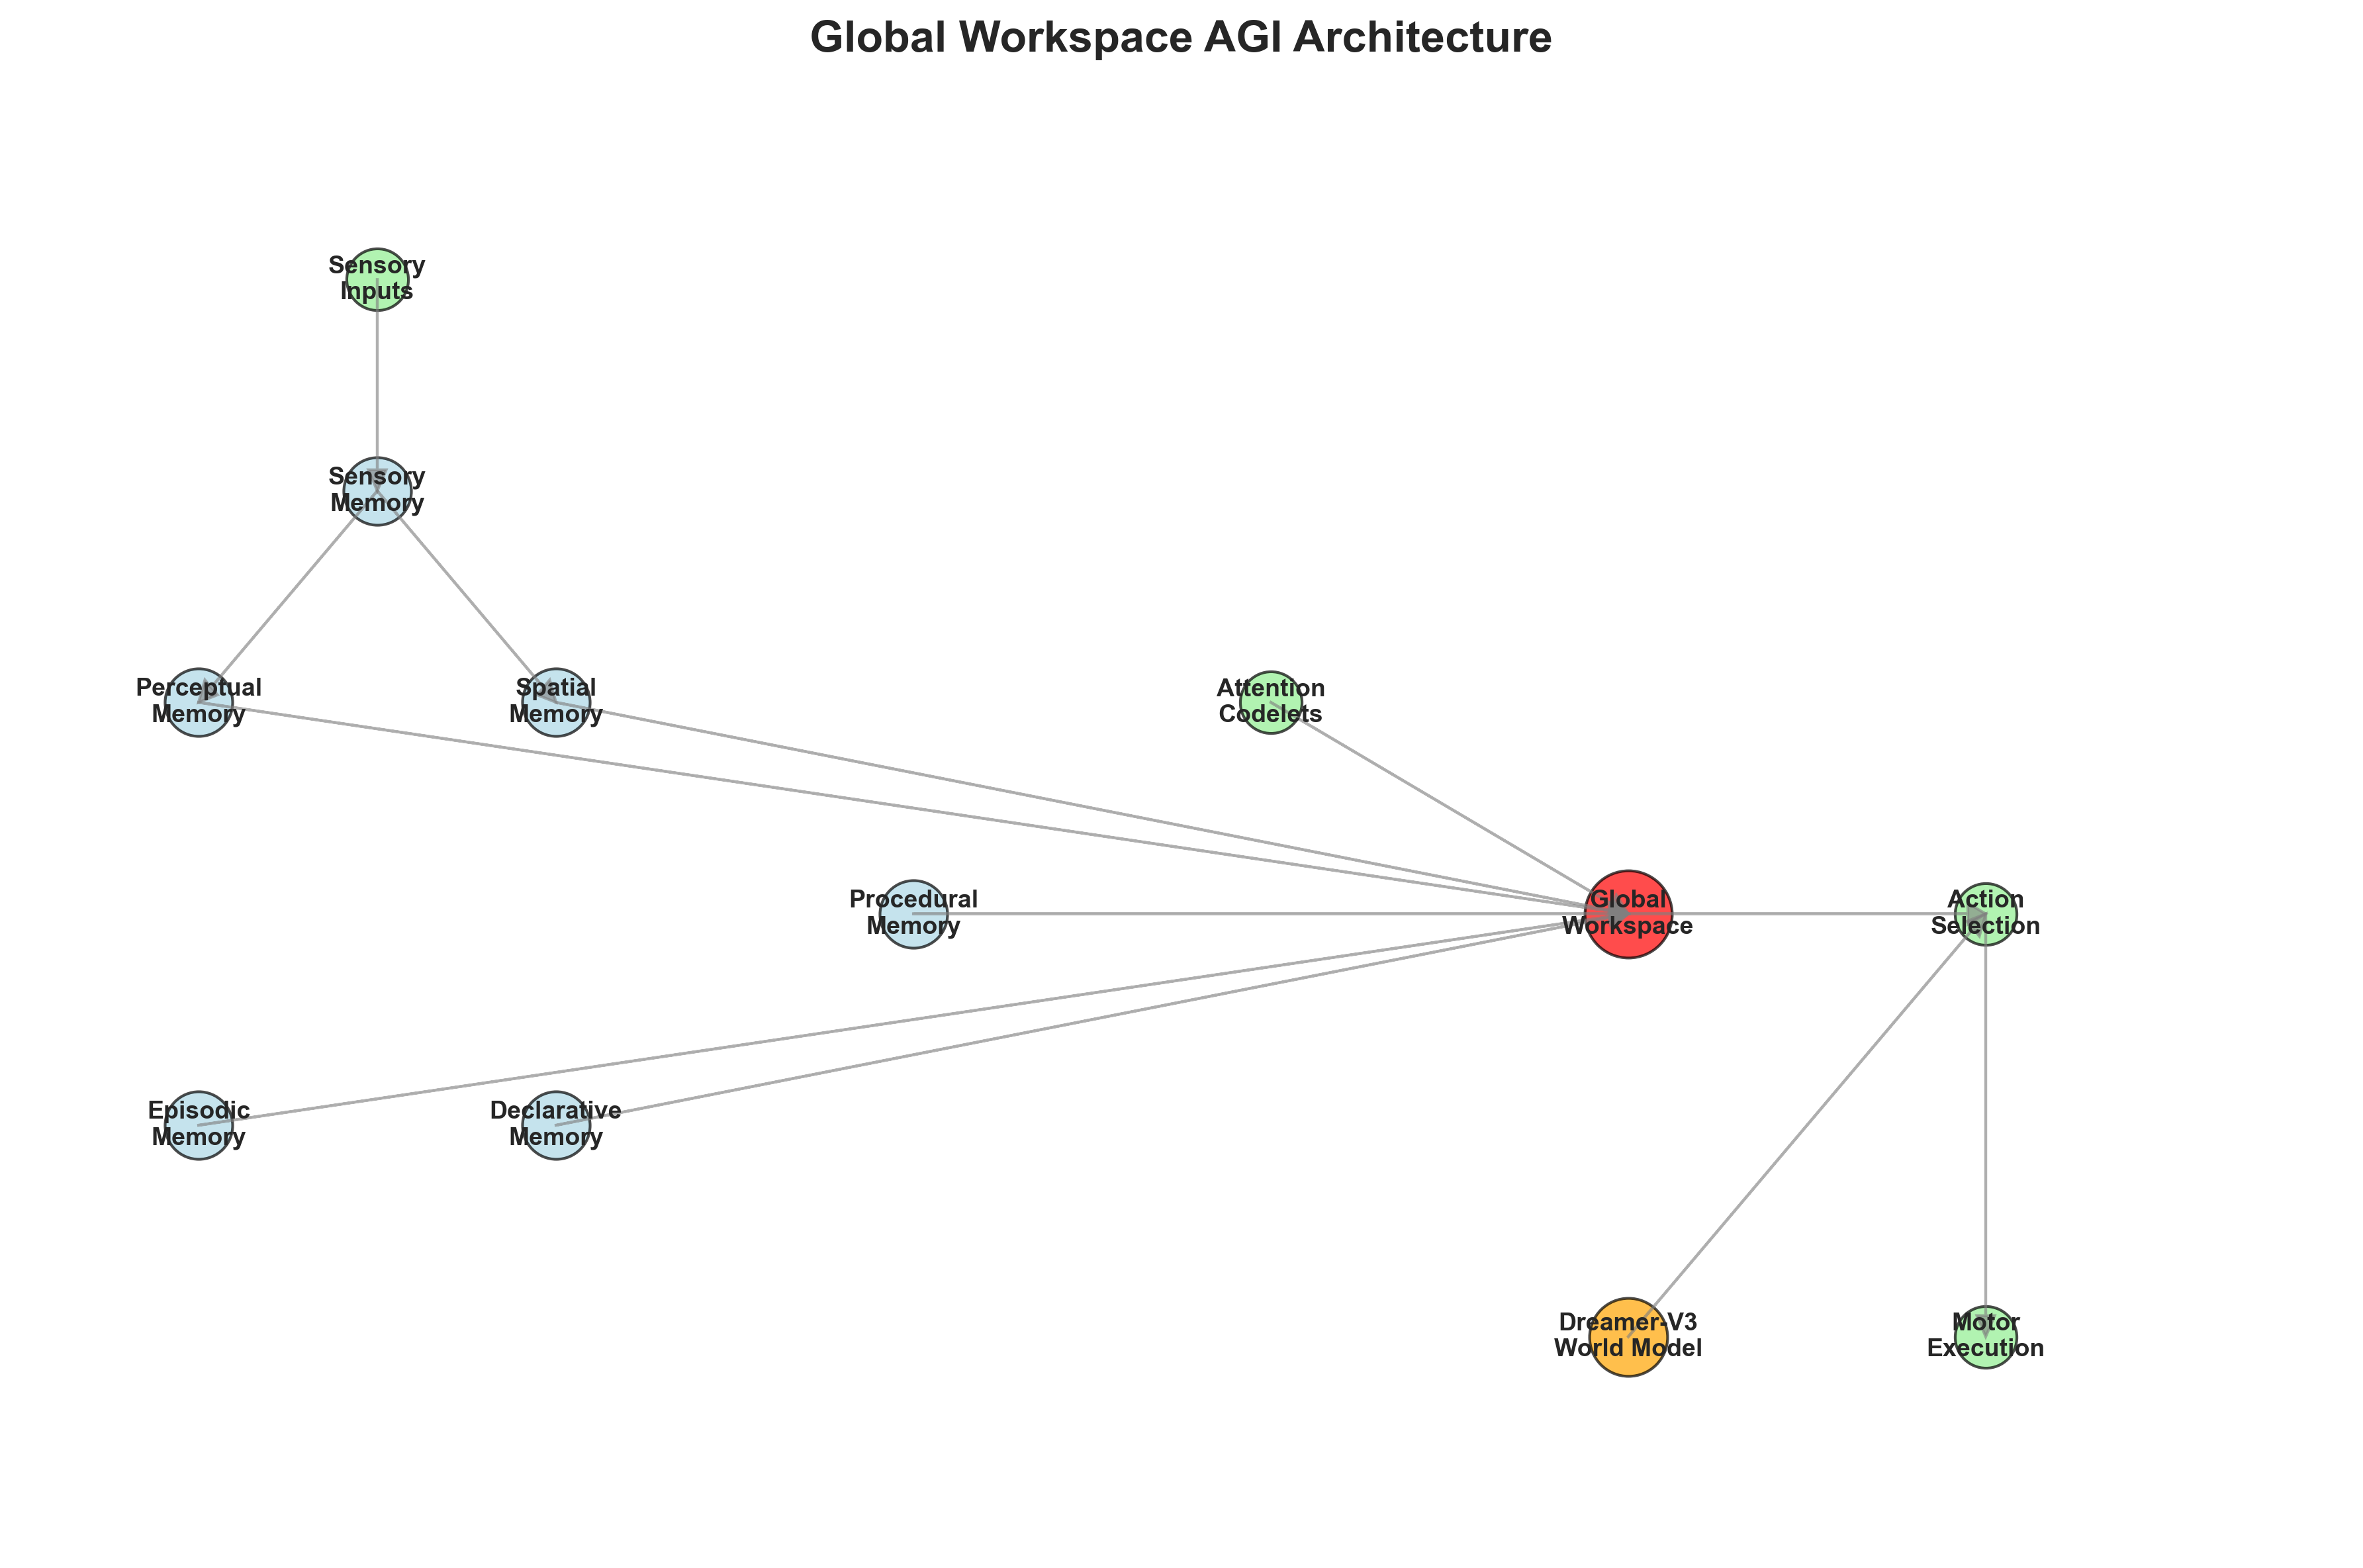 Global Workspace AGI Architecture
Sensory
Inputs
Sensory
Memory
Perceptual
Memory
Spatial
Memory
Attention
Codelets
Procedural
Memory
Global
Workspace
Action
Selection
Episodic
Memory
Declarative
Memory
Dreamer-V3
World Model
Motor
Execution